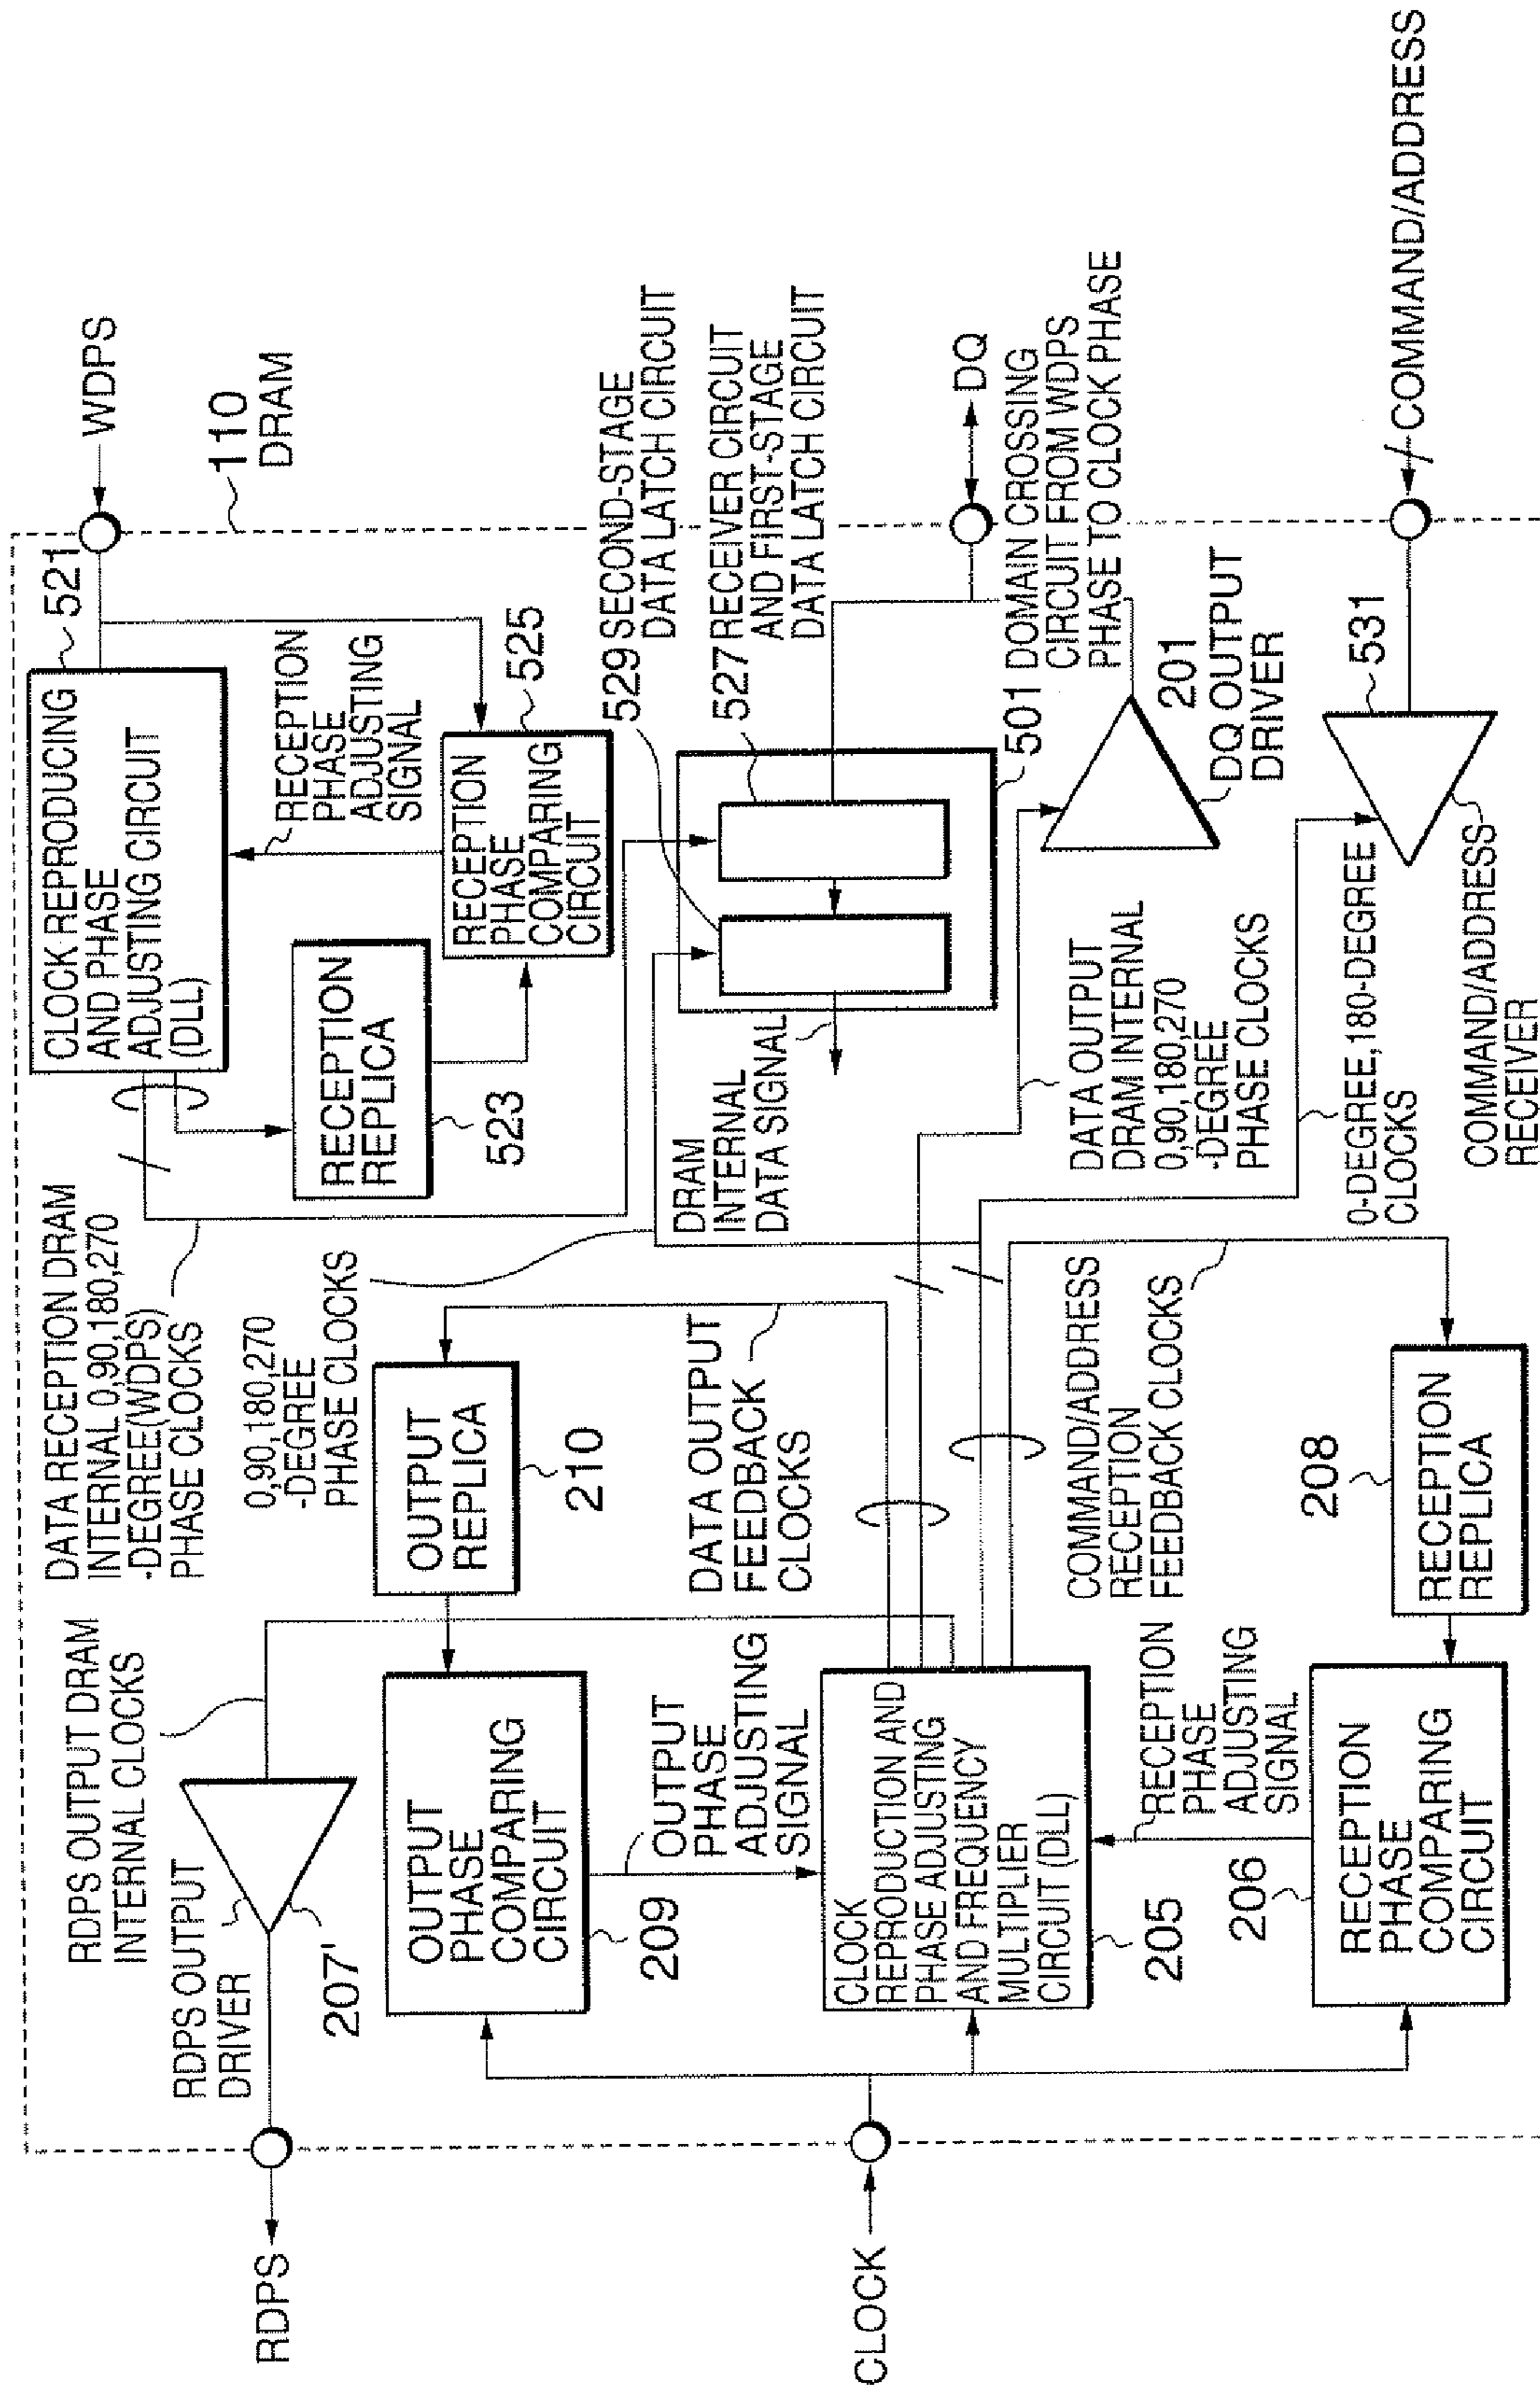 RDPS
RDPS OUTPUT
DRIVER
207'
RDPS OUTPUT DRAM
INTERNAL CLOCKS
DATA RECEPTION DRAM
INTERNAL 0,90,180,270
-DEGREE(WDPS)
PHASE CLOCKS
CLOCK REPRODUCING
AND PHASE
ADJUSTING CIRCUIT
(DLL)
521
WDPS
110
DRAM
RECEPTION
PHASE
ADJUSTING
SIGNAL
RECEPTION
REPLICA
523
RECEPTION
PHASE
COMPARING
CIRCUIT
525
0,90,180,270
-DEGREE
PHASE CLOCKS
OUTPUT
REPLICA
210
OUTPUT
PHASE
COMPARING
CIRCUIT
209
OUTPUT
PHASE
ADJUSTING
SIGNAL
DATA OUTPUT
FEEDBACK
CLOCKS
529 SECOND-STAGE
DATA LATCH CIRCUIT
527 RECEIVER CIRCUIT
AND FIRST-STAGE
DATA LATCH CIRCUIT
DRAM
INTERNAL
DATA SIGNAL
DQ
501 DOMAIN CROSSING
CIRCUIT FROM WDPS
PHASE TO CLOCK PHASE
201
DQ OUTPUT
DRIVER
CLOCK
CLOCK
REPRODUCTION AND
PHASE ADJUSTING
AND FREQUENCY
MULTIPLIER
CIRCUIT (DLL)
205
DATA OUTPUT
DRAM INTERNAL
0,90,180,270
-DEGREE
PHASE CLOCKS
COMMAND/ADDRESS
RECEPTION
FEEDBACK CLOCKS
RECEPTION
PHASE
ADJUSTING
SIGNAL
206
RECEPTION
PHASE
COMPARING
CIRCUIT
208
RECEPTION
REPLICA
0-DEGREE,180-DEGREE
CLOCKS
531
COMMAND/ADDRESS
RECEIVER
COMMAND/ADDRESS